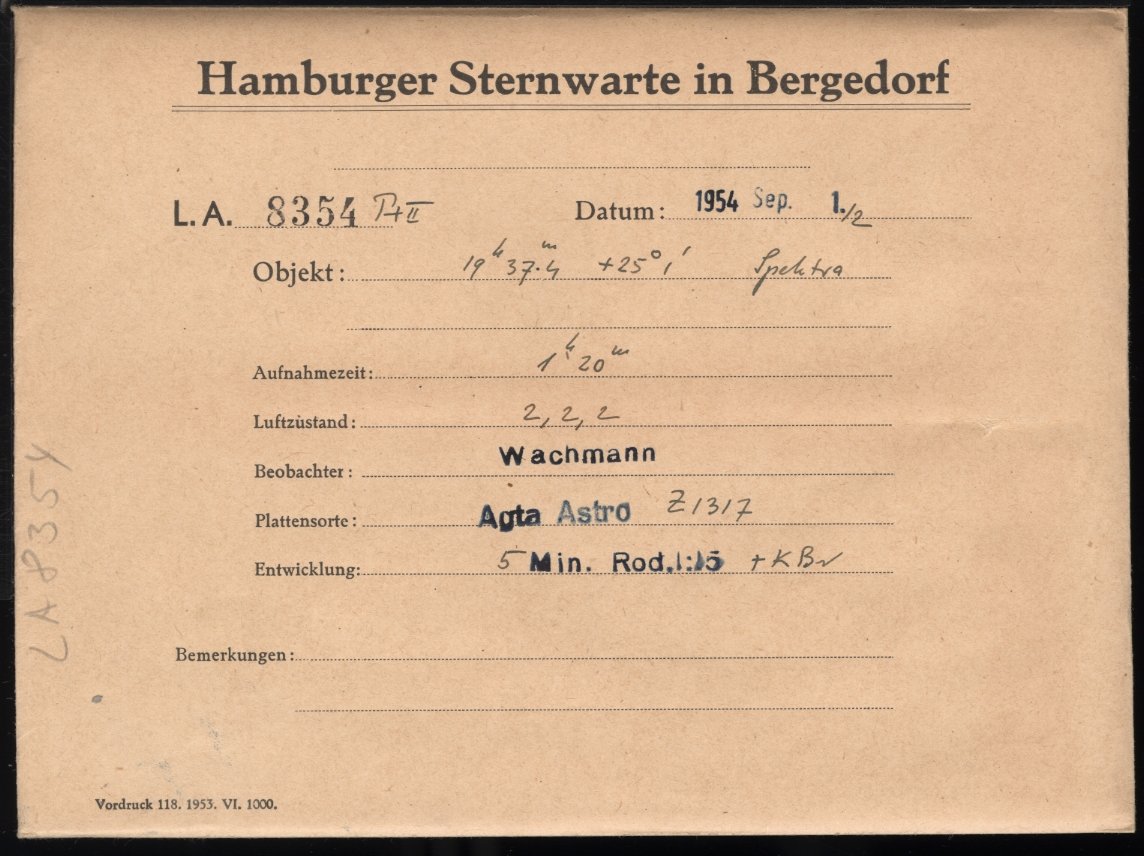 Hamburger Sternwarte in Bergedorf
L. A. 8354 I+II Datum: 1954 Sep. 1./2
Objekt: 19h 37.4m +25° 1' Spektra
Aufnahmezeit: 1h 20m
Luftzustand: 2, 2, 2
Beobachter: Wachmann
Plattensorte: Agfa Astro Z1317
Entwicklung: 5 Min. Rod. 1:15 + KBr
Bemerkungen:
Vordruck 118. 1953. VI. 1000.
LA 8354